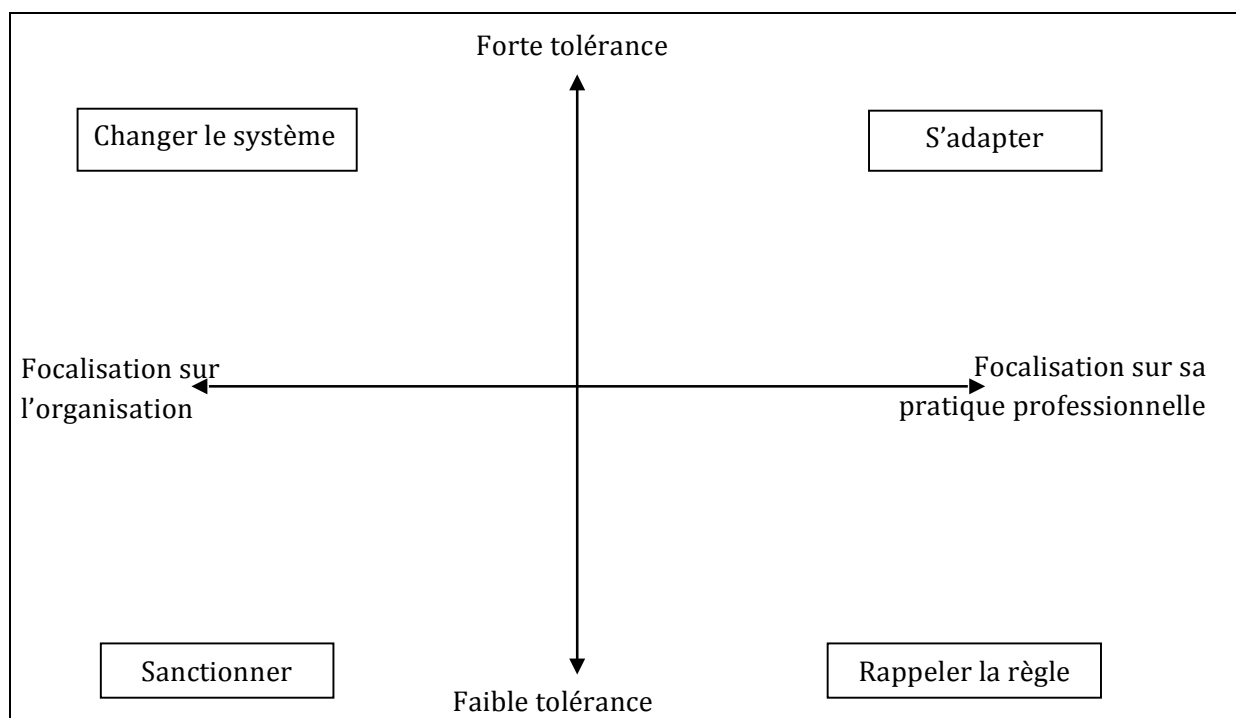 Forte tolérance
Changer le système
S’adapter
Focalisation sur
l’organisation
Focalisation sur sa
pratique professionnelle
Sanctionner
Rappeler la règle
Faible tolérance